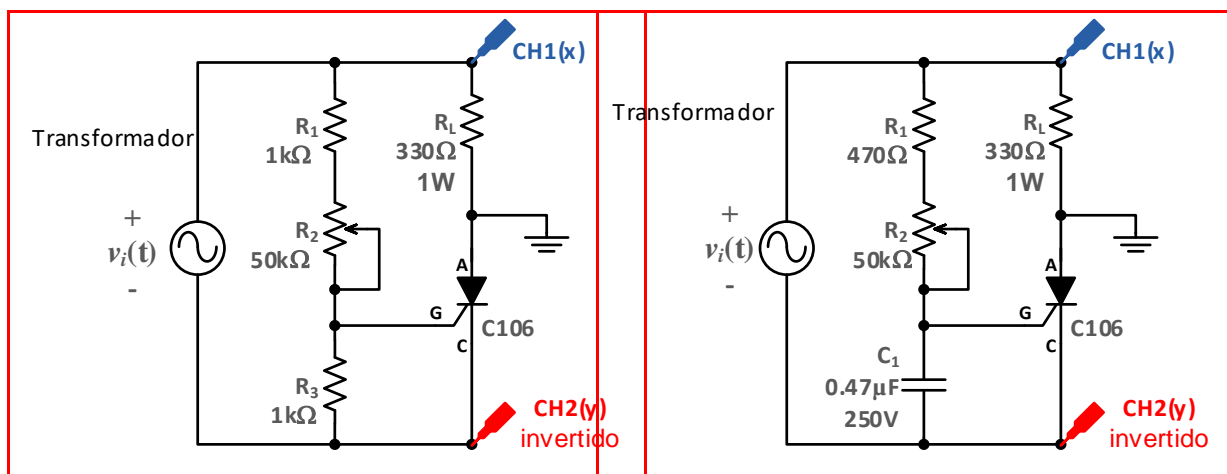 CH1(x)
Transformador
R1
1kΩ
RL
330Ω
1W
+
vi(t)
-
R2
50kΩ
A
G
C106
C
R3
1kΩ
CH2(y)
invertido
CH1(x)
Transformador
R1
470Ω
RL
330Ω
1W
+
vi(t)
-
R2
50kΩ
A
G
C106
C
C1
0.47µF
250V
CH2(y)
invertido